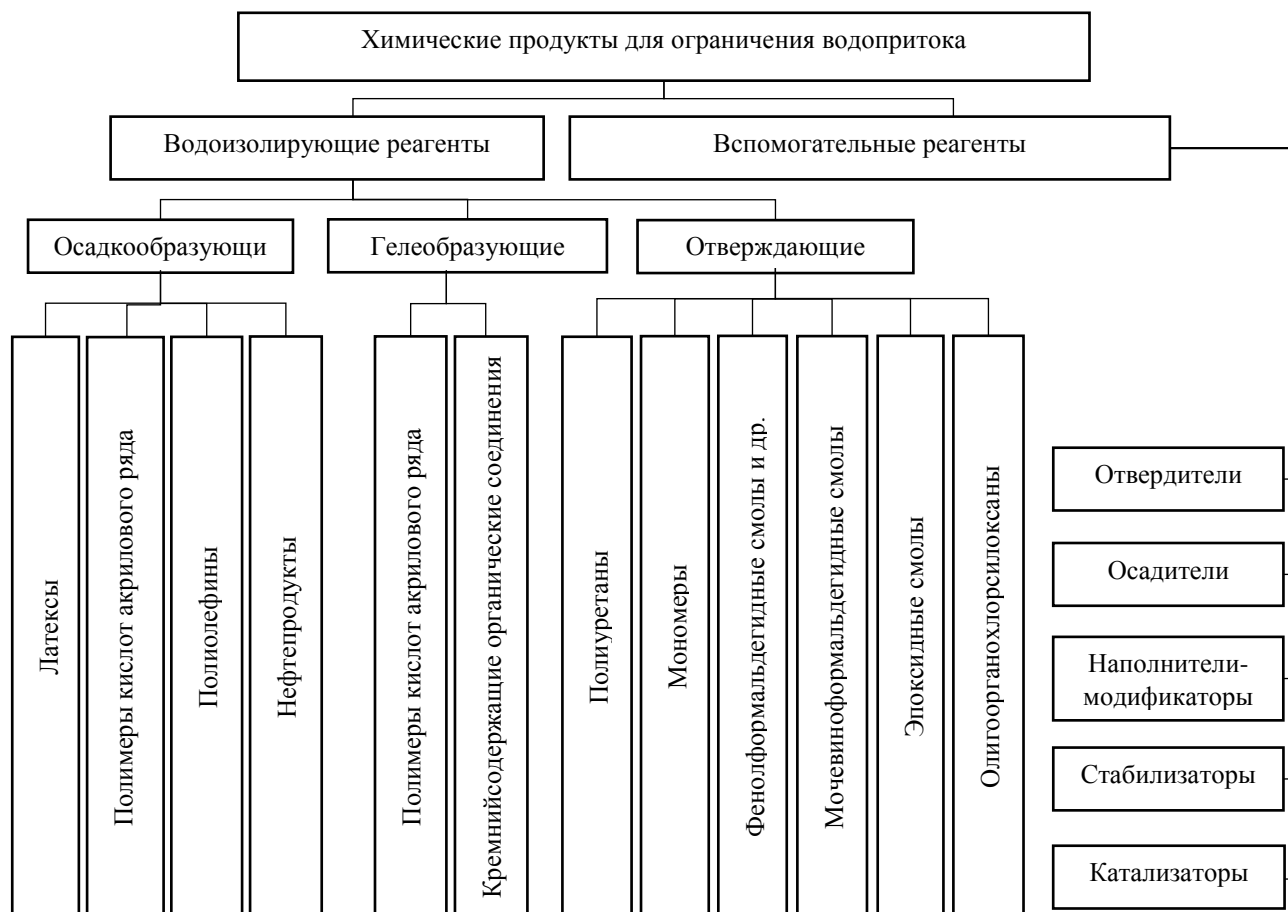 Химические продукты для ограничения водопритока
Водоизолирующие реагенты
Вспомогательные реагенты
Осадкообразующи
Гелеобразующие
Отверждающие
Латексы
Полимеры кислот акрилового ряда
Полиолефины
Нефтепродукты
Полимеры кислот акрилового ряда
Кремнийсодержащие органические соединения
Полиуретаны
Мономеры
Фенолформальдегидные смолы и др.
Мочевиноформальдегидные смолы
Эпоксидные смолы
Олигоорганохлорсилоксаны
Отвердители
Осадители
Наполнители-
модификаторы
Стабилизаторы
Катализаторы